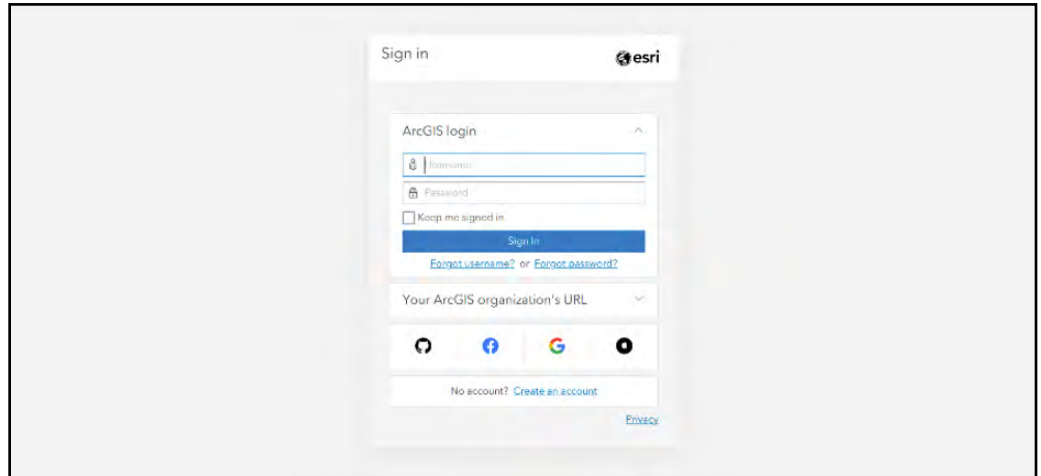 Sign in
esri
ArcGIS login
Username
Password
Keep me signed in
Sign In
Forgot username? or Forgot password?
Your ArcGIS organization's URL
No account? Create an account
Privacy